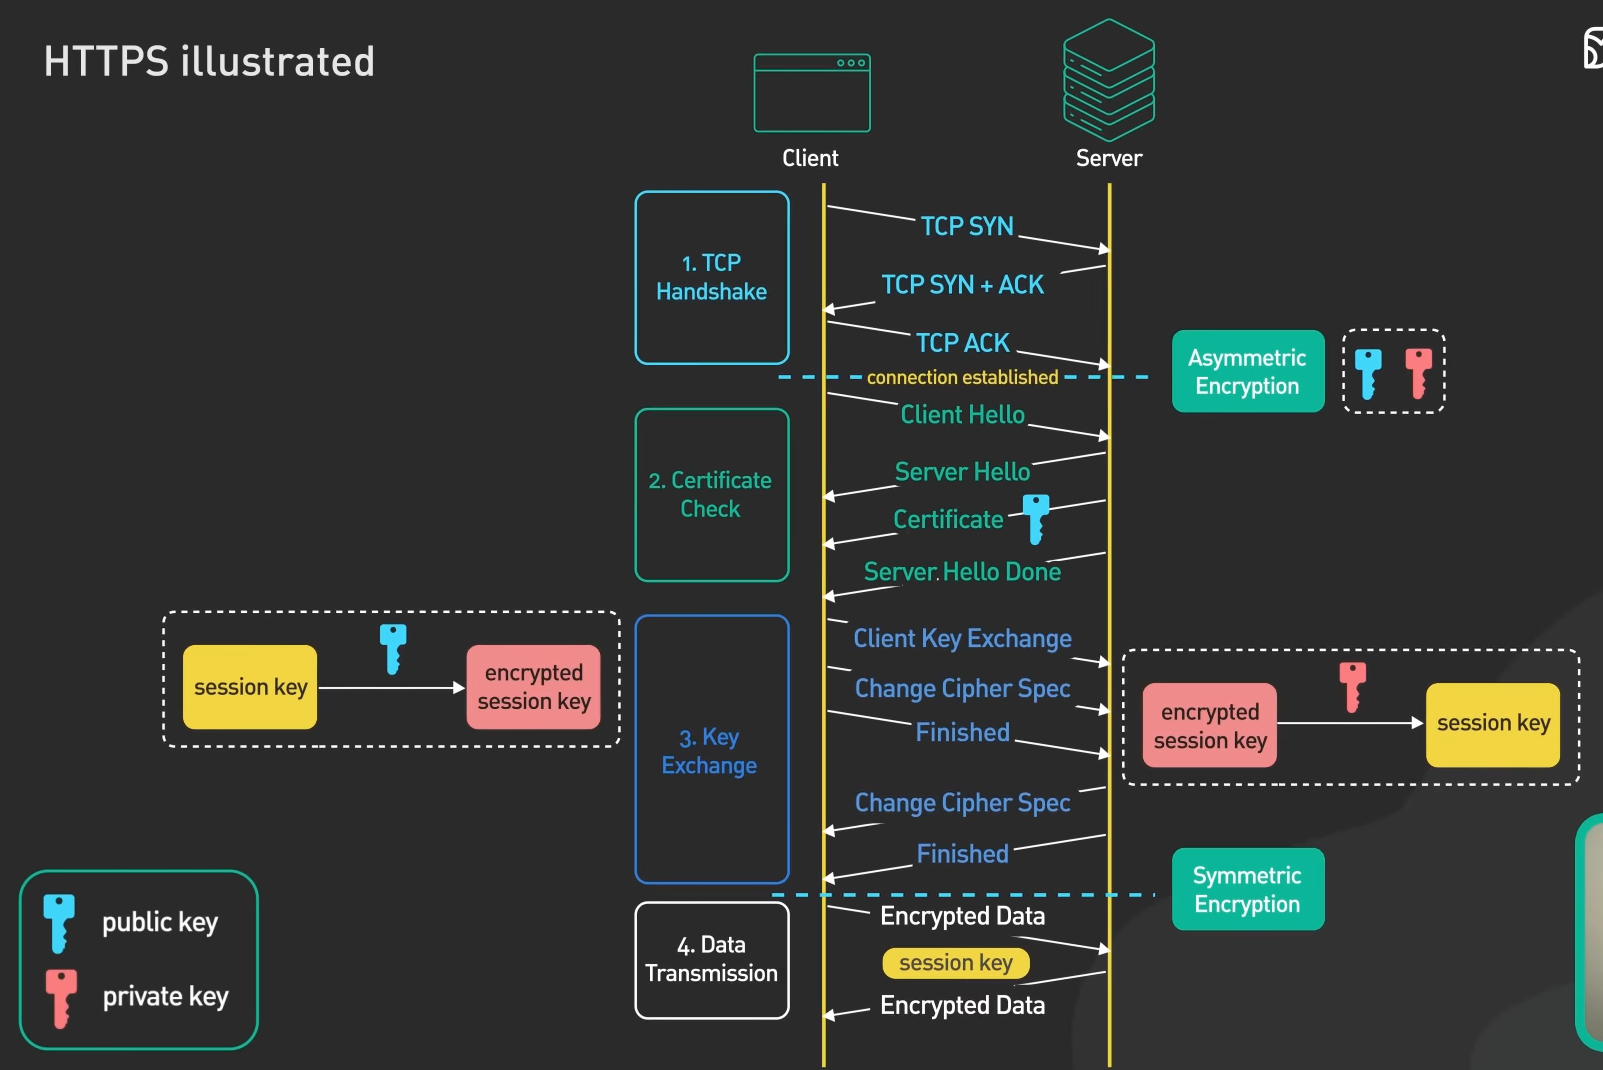 HTTPS illustrated
Client
Server
1. TCP
Handshake
TCP SYN
TCP SYN + ACK
TCP ACK
connection established
Asymmetric
Encryption
2. Certificate
Check
Client Hello
Server Hello
Certificate
Server Hello Done
3. Key
Exchange
Client Key Exchange
Change Cipher Spec
Finished
Change Cipher Spec
Finished
session key
encrypted
session key
encrypted
session key
session key
Symmetric
Encryption
4. Data
Transmission
Encrypted Data
session key
Encrypted Data
public key
private key